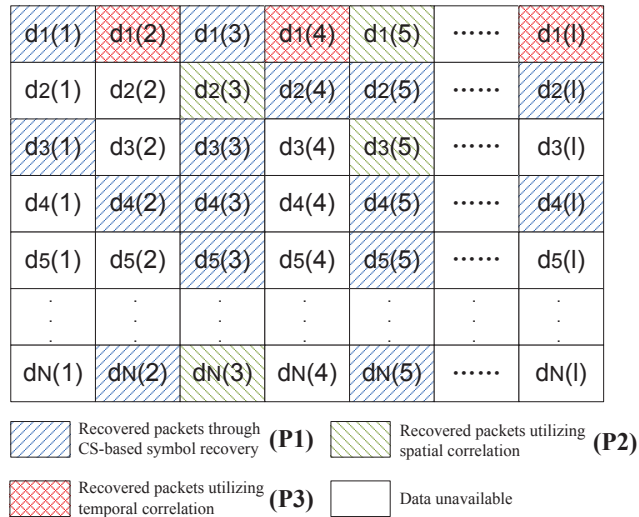 d1(1) d1(2) d1(3) d1(4) d1(5) ······ d1(l)
d2(1) d2(2) d2(3) d2(4) d2(5) ······ d2(l)
d3(1) d3(2) d3(3) d3(4) d3(5) ······ d3(l)
d4(1) d4(2) d4(3) d4(4) d4(5) ······ d4(l)
d5(1) d5(2) d5(3) d5(4) d5(5) ······ d5(l)
. . . . . .
. . . . . .
. . . . . .
dN(1) dN(2) dN(3) dN(4) dN(5) ······ dN(l)
Recovered packets through
CS-based symbol recovery
(P1)
Recovered packets utilizing
spatial correlation
(P2)
Recovered packets utilizing
temporal correlation
(P3)
Data unavailable